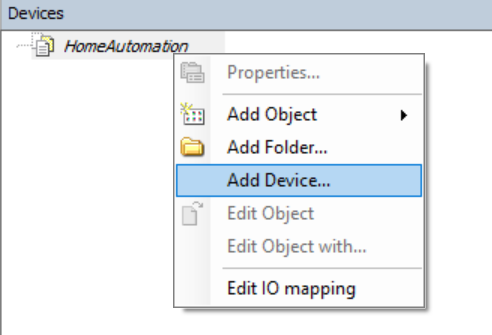 Devices
HomeAutomation
Properties...
Add Object
Add Folder...
Add Device...
Edit Object
Edit Object with...
Edit IO mapping